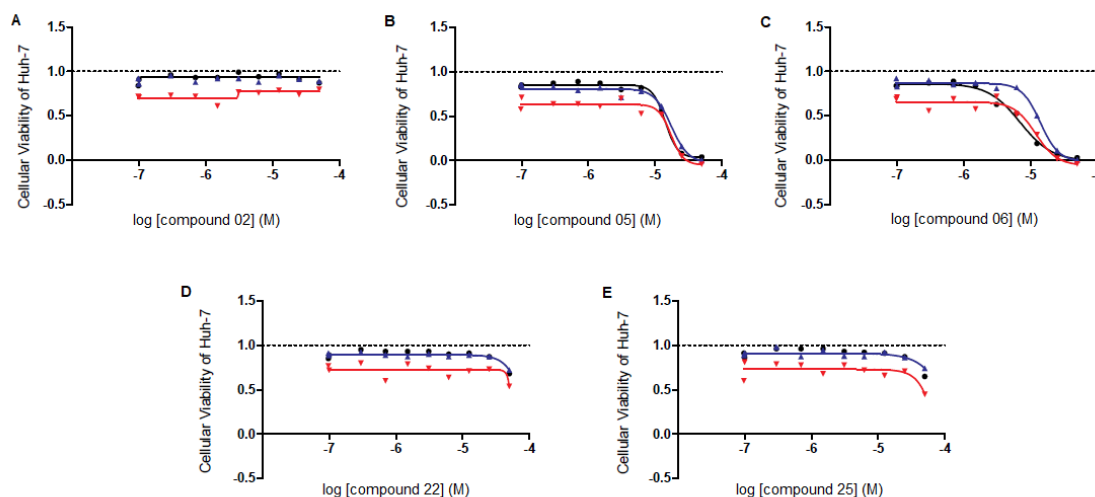 A
Cellular Viability of Huh-7
1.5
1.0
0.5
0.0
-0.5
-7
-6
-5
-4
log [compound 02] (M)
B
Cellular Viability of Huh-7
1.5
1.0
0.5
0.0
-0.5
-7
-6
-5
-4
log [compound 05] (M)
C
Cellular Viability of Huh-7
1.5
1.0
0.5
0.0
-0.5
-7
-6
-5
log [compound 06] (M)
D
Cellular Viability of Huh-7
1.5
1.0
0.5
0.0
-0.5
-7
-6
-5
-4
log [compound 22] (M)
E
Cellular Viability of Huh-7
1.5
1.0
0.5
0.0
-0.5
-7
-6
-5
-4
log [compound 25] (M)